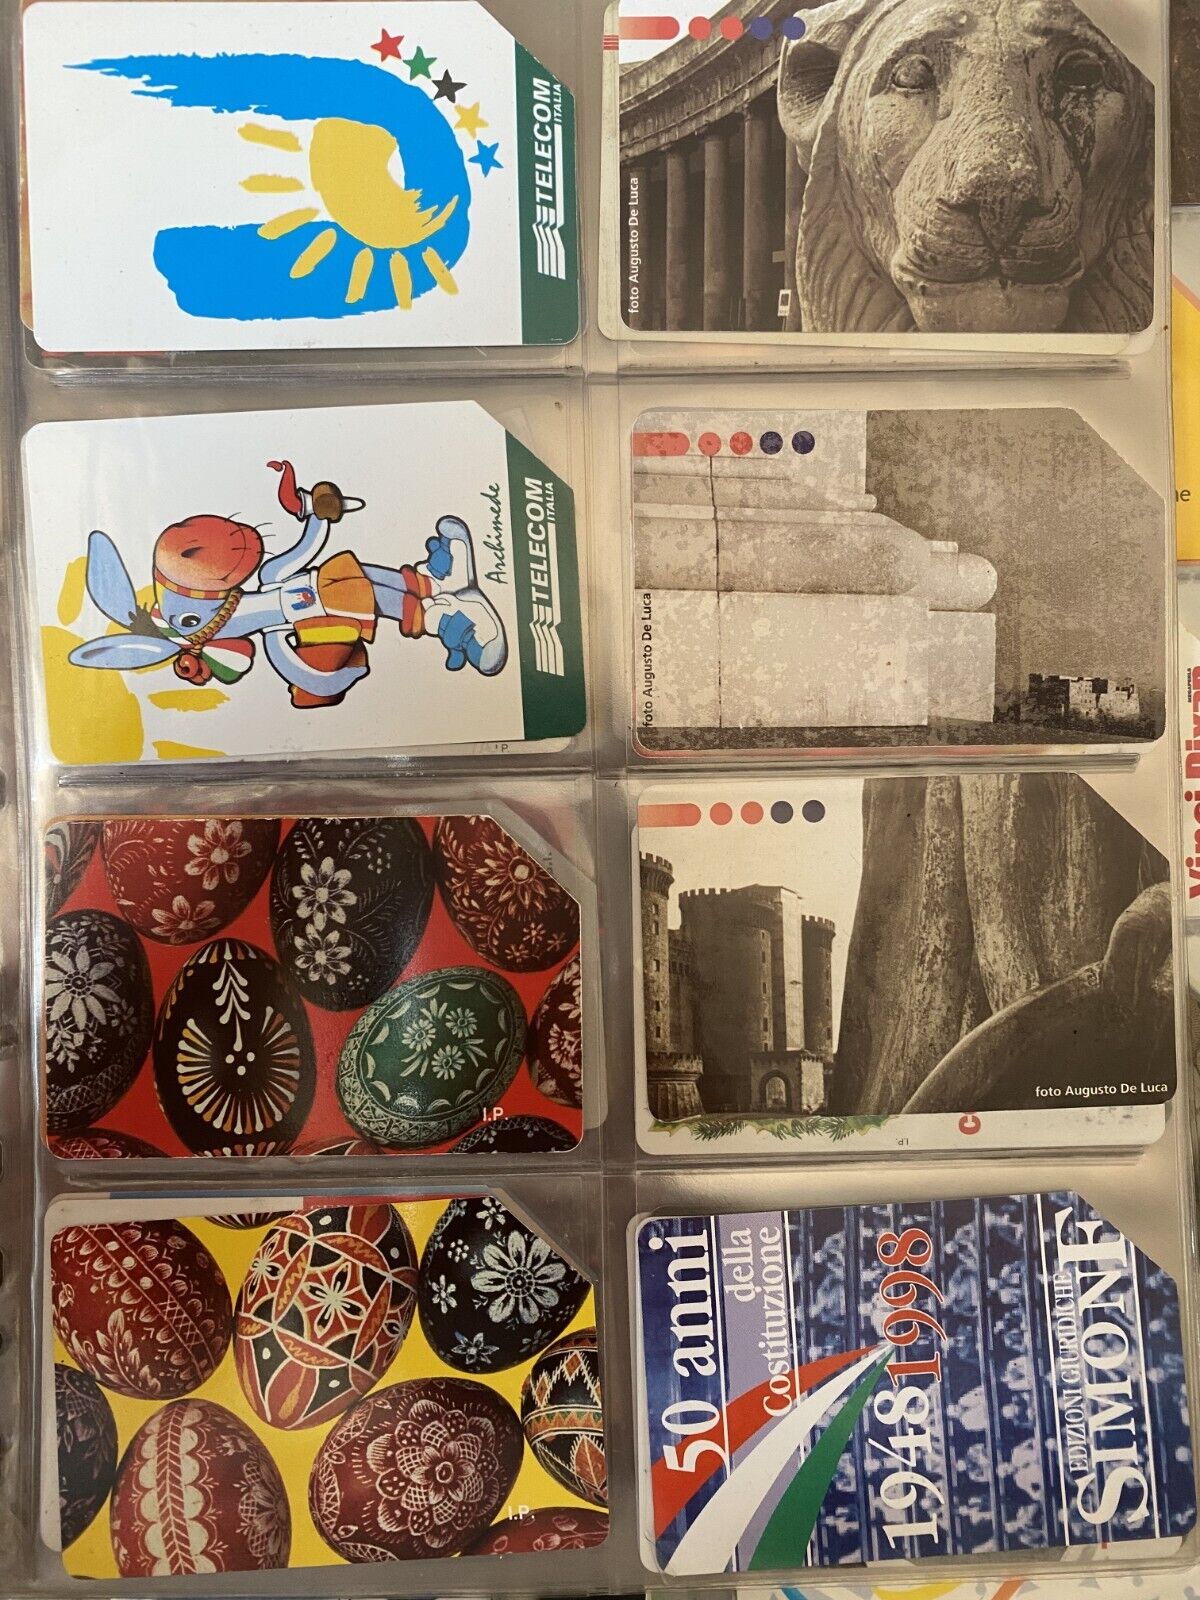 TELECOM
ITALIA
foto Augusto De Luca
Archimede
TELECOM
ITALIA
I.P.
foto Augusto De Luca
I.P.
foto Augusto De Luca
I.P.
C
I.P.
50 anni
della
costituzione
1948 1998
EDIZIONI GIURIDICHE
SIMONE